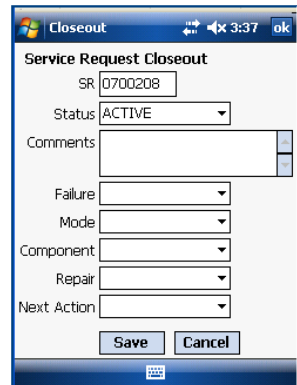 Closeout 3:37 ok
Service Request Closeout
SR 0700208
Status ACTIVE
Comments
Failure
Mode
Component
Repair
Next Action
Save Cancel